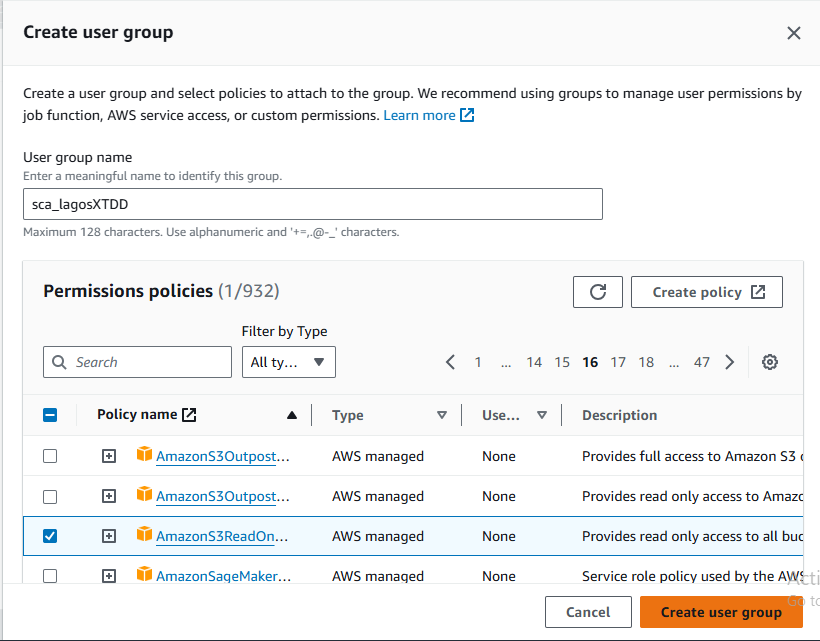 Create user group
Create a user group and select policies to attach to the group. We recommend using groups to manage user permissions by
job function, AWS service access, or custom permissions. Learn more
User group name
Enter a meaningful name to identify this group.
sca_lagosXTDD
Maximum 128 characters. Use alphanumeric and '+=,.@-_' characters.
Permissions policies (1/932)
Create policy
Filter by Type
Search
All ty...
1 ... 14 15 16 17 18 ... 47
Policy name Type Use... Description
AmazonS3Outpost... AWS managed None Provides full access to Amazon S3
AmazonS3Outpost... AWS managed None Provides read only access to Amazo
AmazonS3ReadOn... AWS managed None Provides read only access to all buc
AmazonSageMaker... AWS managed None Service role policy used by the AWS
Acti
Go to
Cancel Create user group